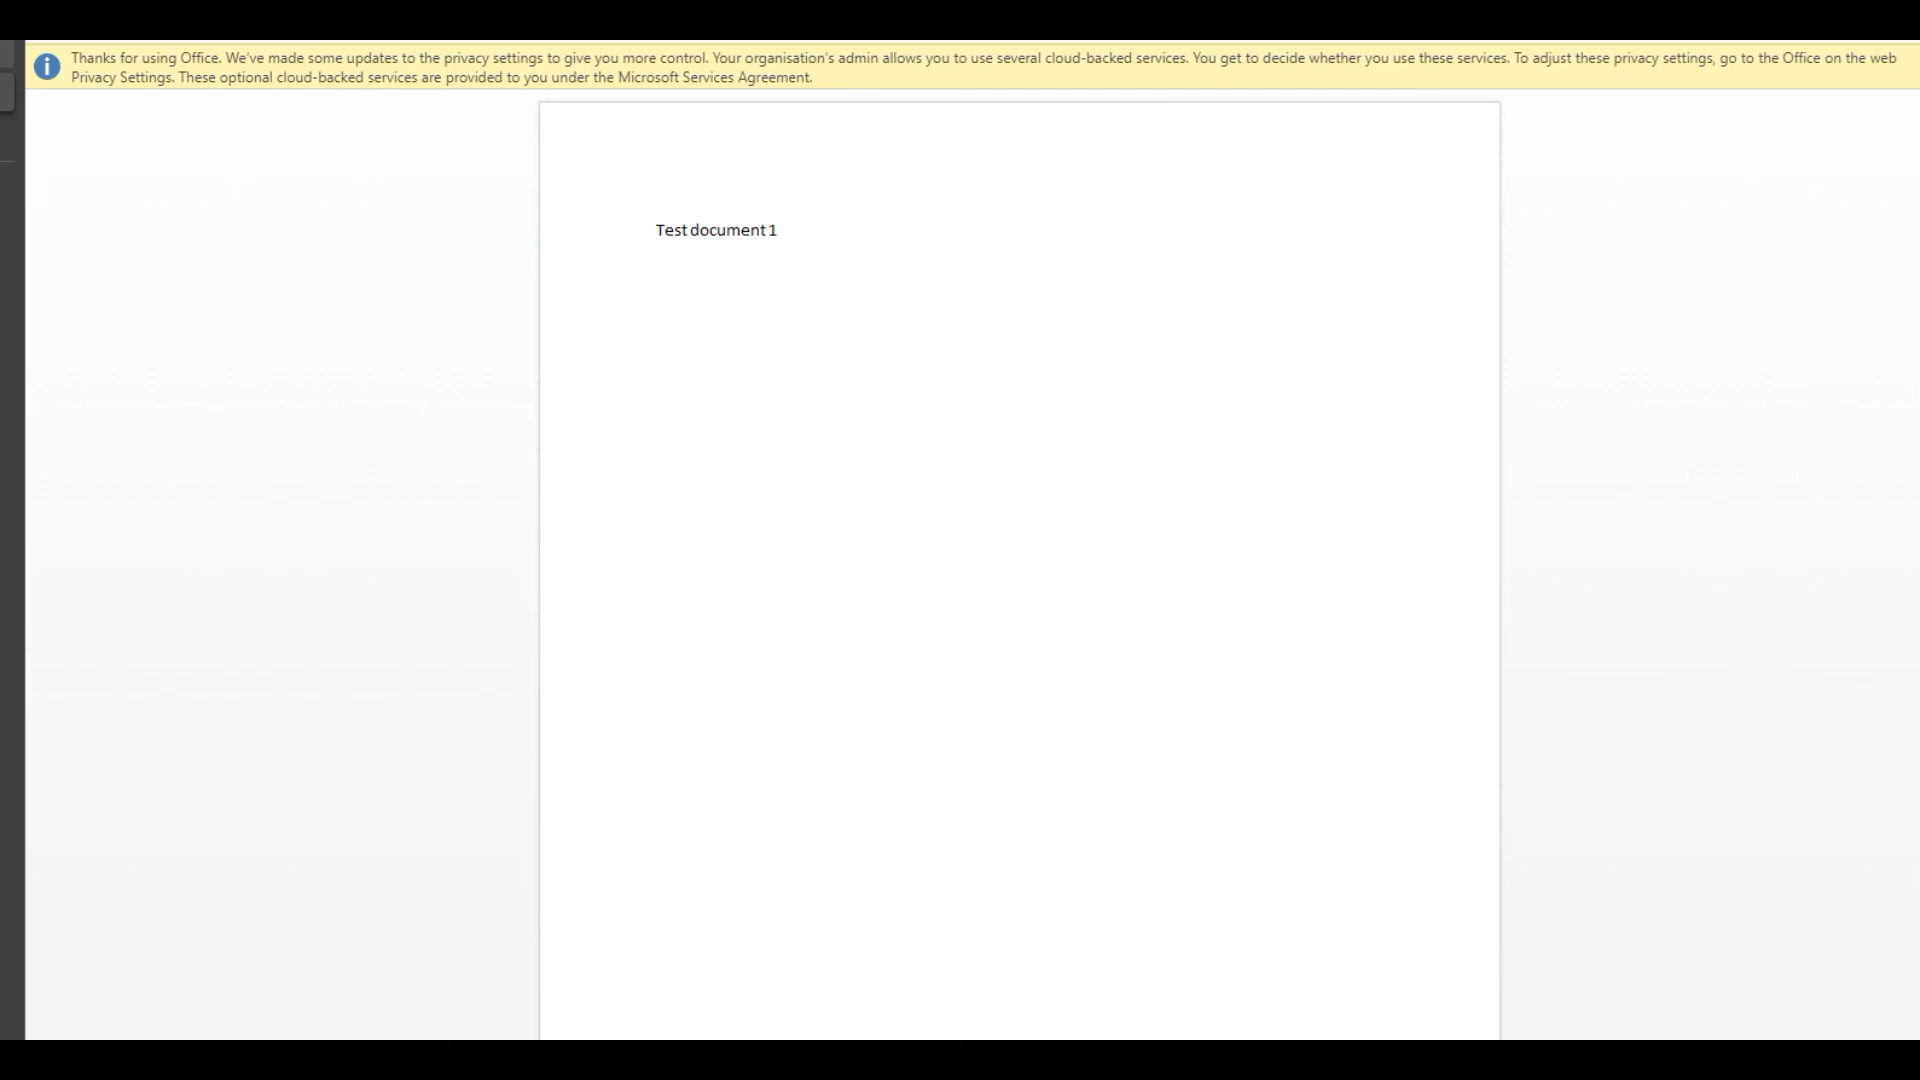 Thanks for using Office. We've made some updates to the privacy settings to give you more control. Your organisation's admin allows you to use several cloud-backed services. You get to decide whether you use these services. To adjust these privacy settings, go to the Office on the web
Privacy Settings. These optional cloud-backed services are provided to you under the Microsoft Services Agreement.
Test document 1